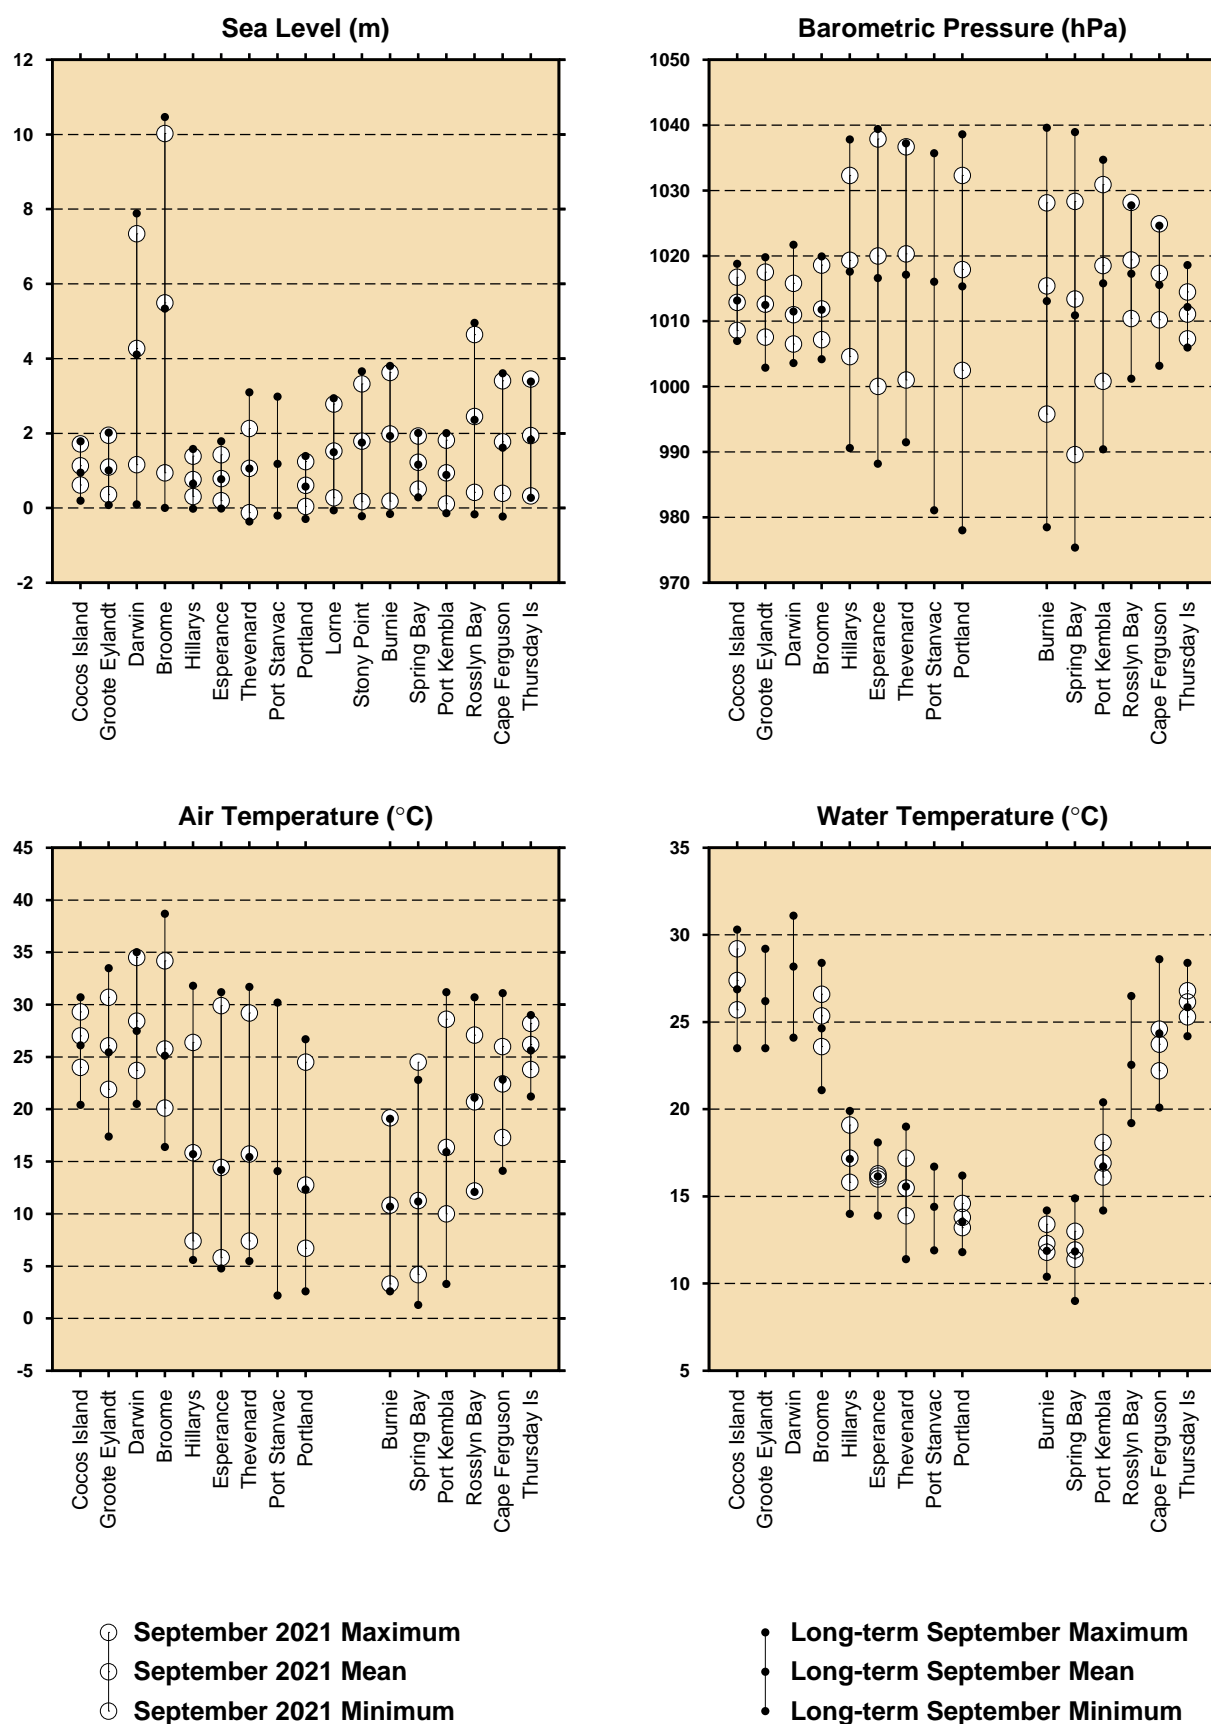 Sea Level (m)
12
10
8
6
4
2
0
-2
Cocos Island
Groote Eylandt
Darwin
Broome
Hillarys
Esperance
Thevenard
Port Stanvac
Portland
Lorne
Stony Point
Burnie
Spring Bay
Port Kembla
Rosslyn Bay
Cape Ferguson
Thursday Is
Barometric Pressure (hPa)
1050
1040
1030
1020
1010
1000
990
980
970
Cocos Island
Groote Eylandt
Darwin
Broome
Hillarys
Esperance
Thevenard
Port Stanvac
Portland
Burnie
Spring Bay
Port Kembla
Rosslyn Bay
Cape Ferguson
Thursday Is
Air Temperature (°C)
45
40
35
30
25
20
15
10
5
0
-5
Cocos Island
Groote Eylandt
Darwin
Broome
Hillarys
Esperance
Thevenard
Port Stanvac
Portland
Burnie
Spring Bay
Port Kembla
Rosslyn Bay
Cape Ferguson
Thursday Is
Water Temperature (°C)
35
30
25
20
15
10
5
Cocos Island
Groote Eylandt
Darwin
Broome
Hillarys
Esperance
Thevenard
Port Stanvac
Portland
Burnie
Spring Bay
Port Kembla
Rosslyn Bay
Cape Ferguson
Thursday Is
September 2021 Maximum
September 2021 Mean
September 2021 Minimum
Long-term September Maximum
Long-term September Mean
Long-term September Minimum